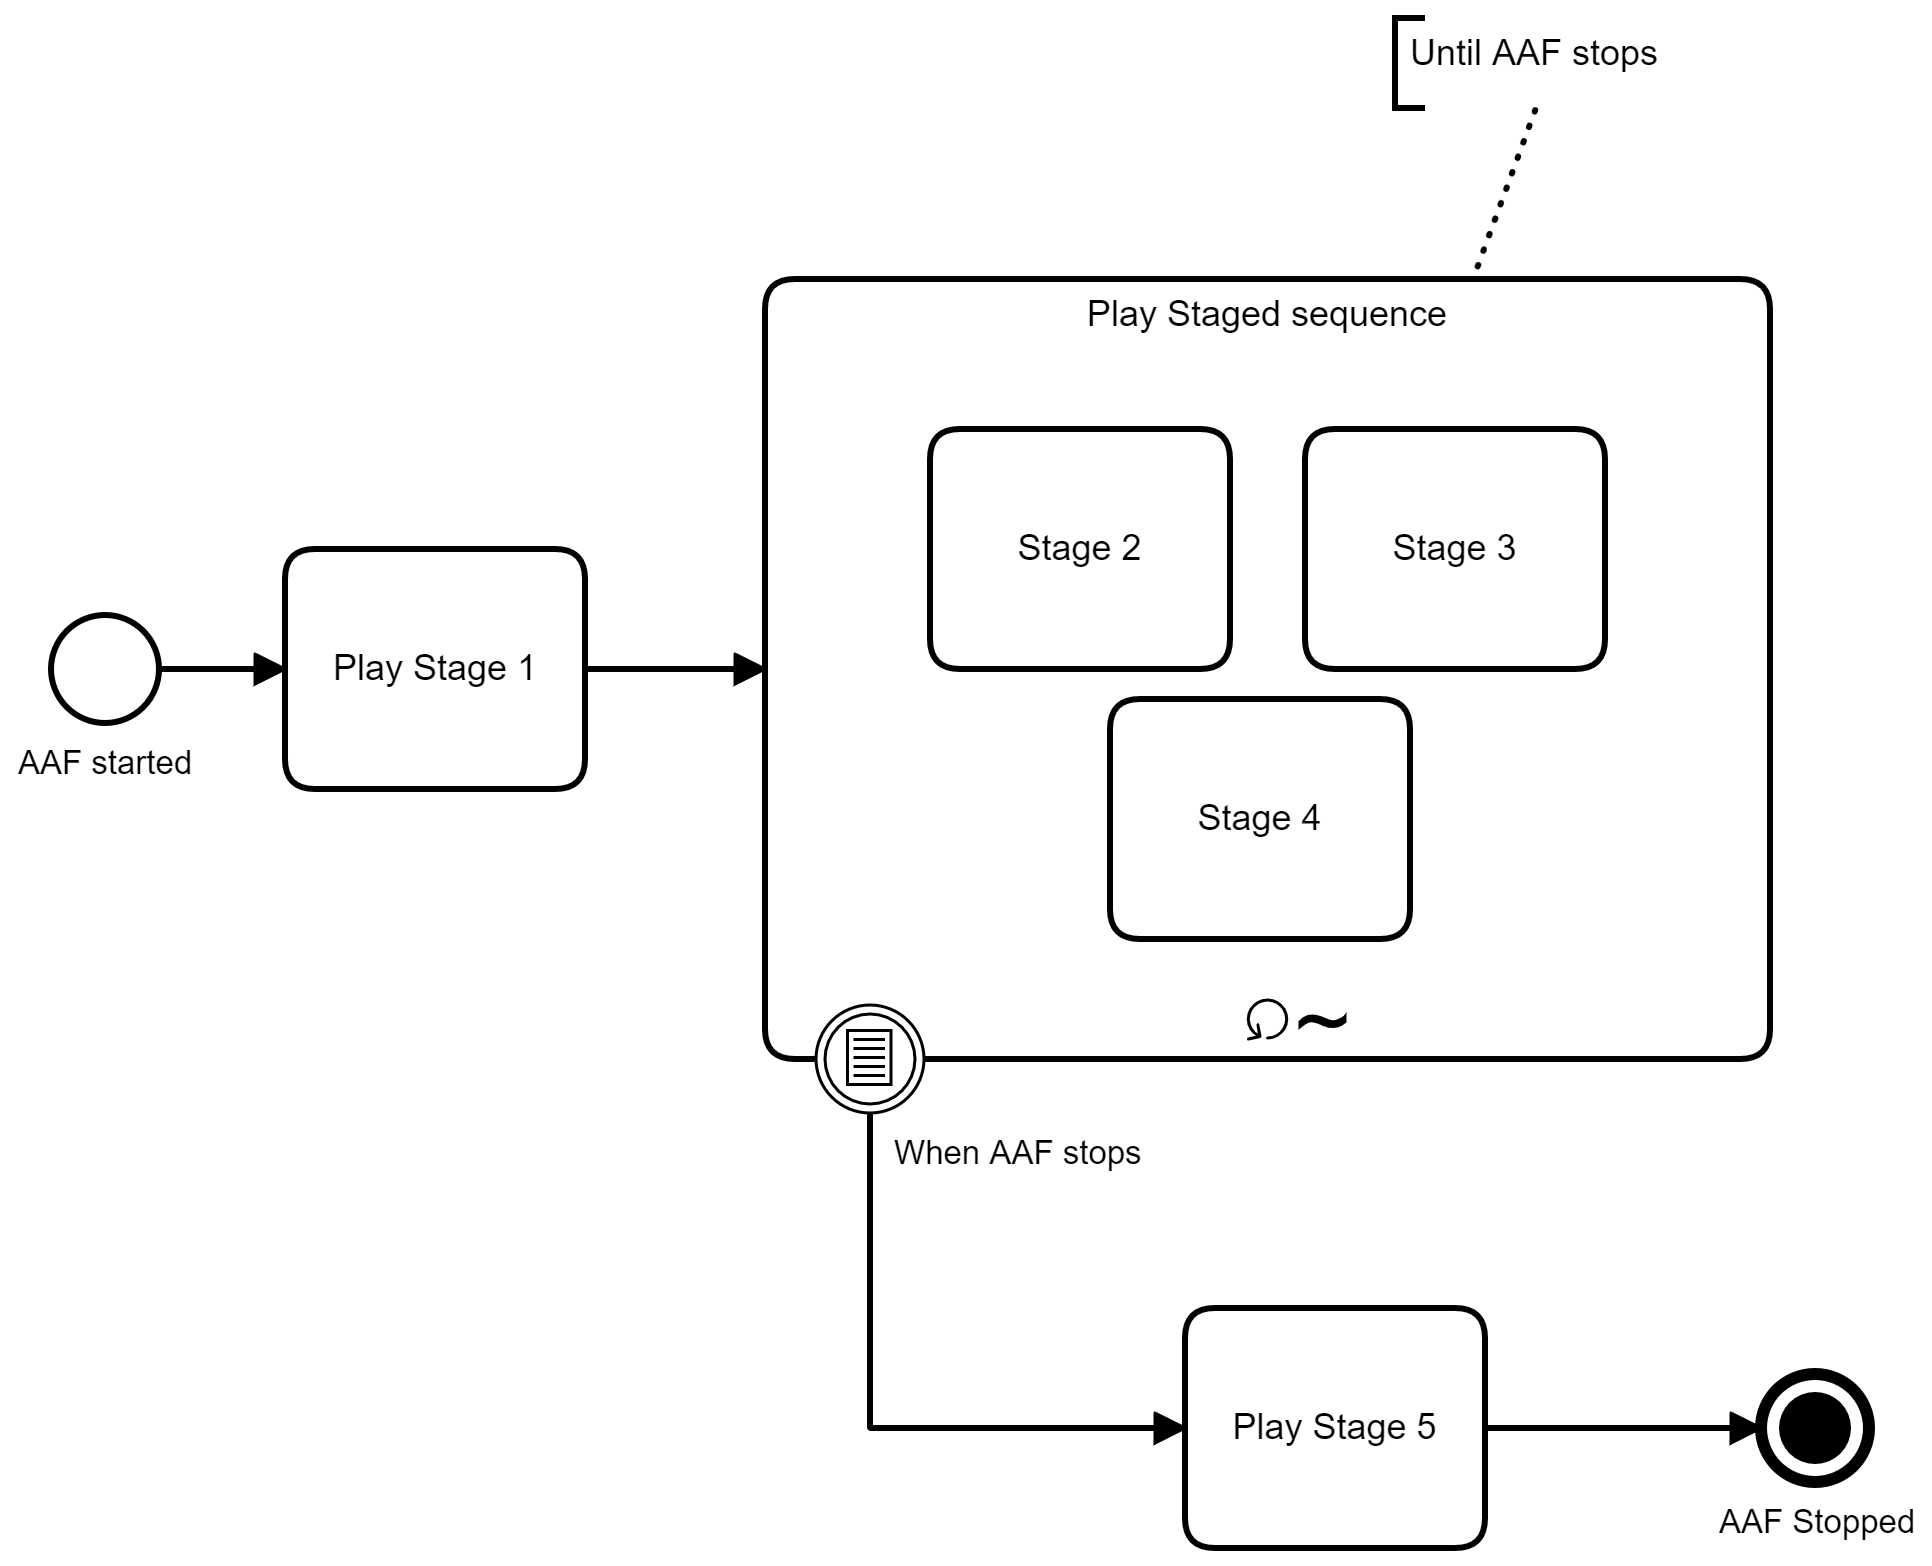 Until AAF stops
Play Staged sequence
Stage 2
Stage 3
Play Stage 1
AAF started
Stage 4
When AAF stops
Play Stage 5
AAF Stopped